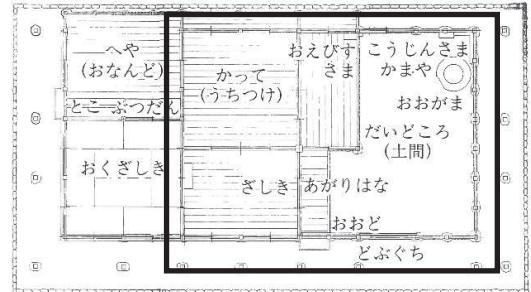 へや
(おなんど)
とこ ぶつだん
おくざしき
かって
(うちつけ)
ざしき
おえびす
さま
こうじんさま
かまや
おおがま
だいどころ
(土間)
あがりはな
おおど
どぶぐち